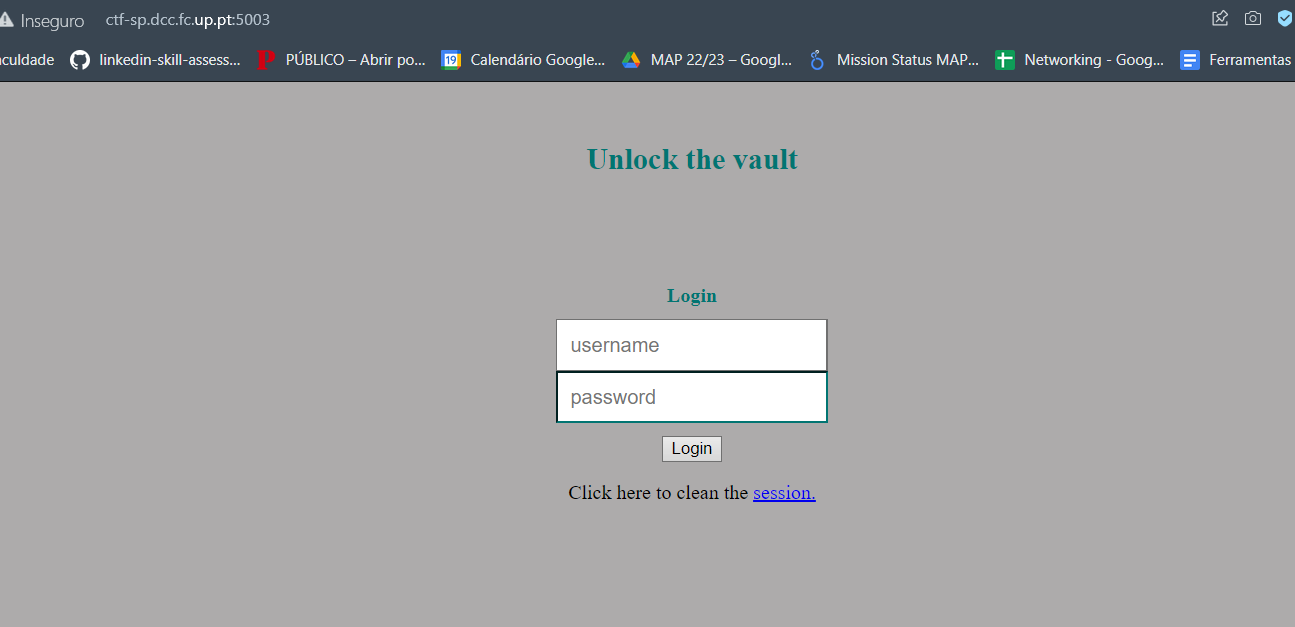 Inseguro ctf-sp.dcc.fc.up.pt:5003
culdade linkedin-skill-assess... PÚBLICO – Abrir po... 19 Calendário Google... MAP 22/23 – Googl... Mission Status MAP... Networking - Goog... Ferramentas
Unlock the vault
Login
username
password
Login
Click here to clean the session.